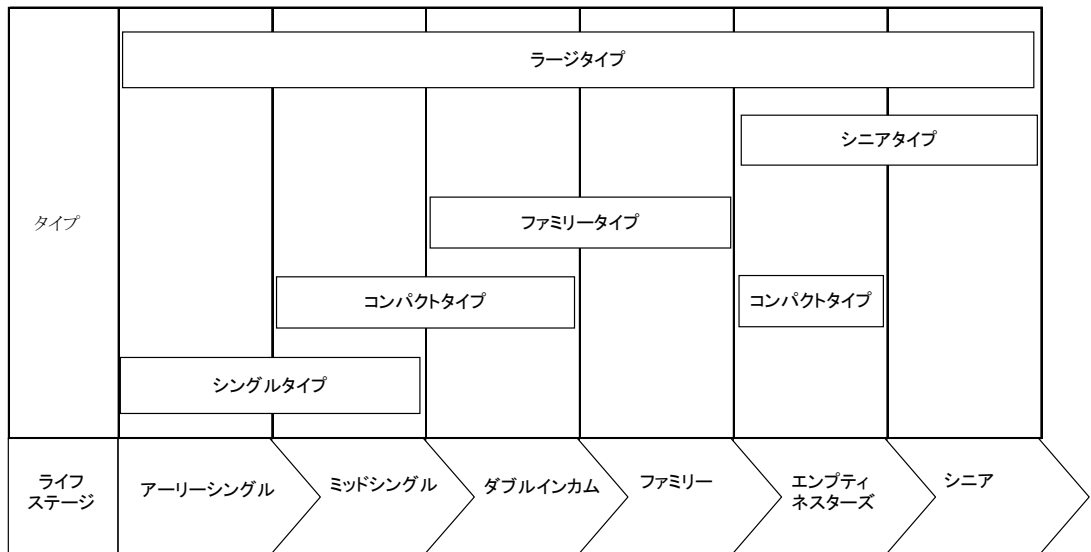 ラージタイプ
シニアタイプ
タイプ
ファミリータイプ
コンパクトタイプ
コンパクトタイプ
シングルタイプ
ライフ
ステージ
アーリーシングル
ミッドシングル
ダブルインカム
ファミリー
エンプティ
ネスターズ
シニア